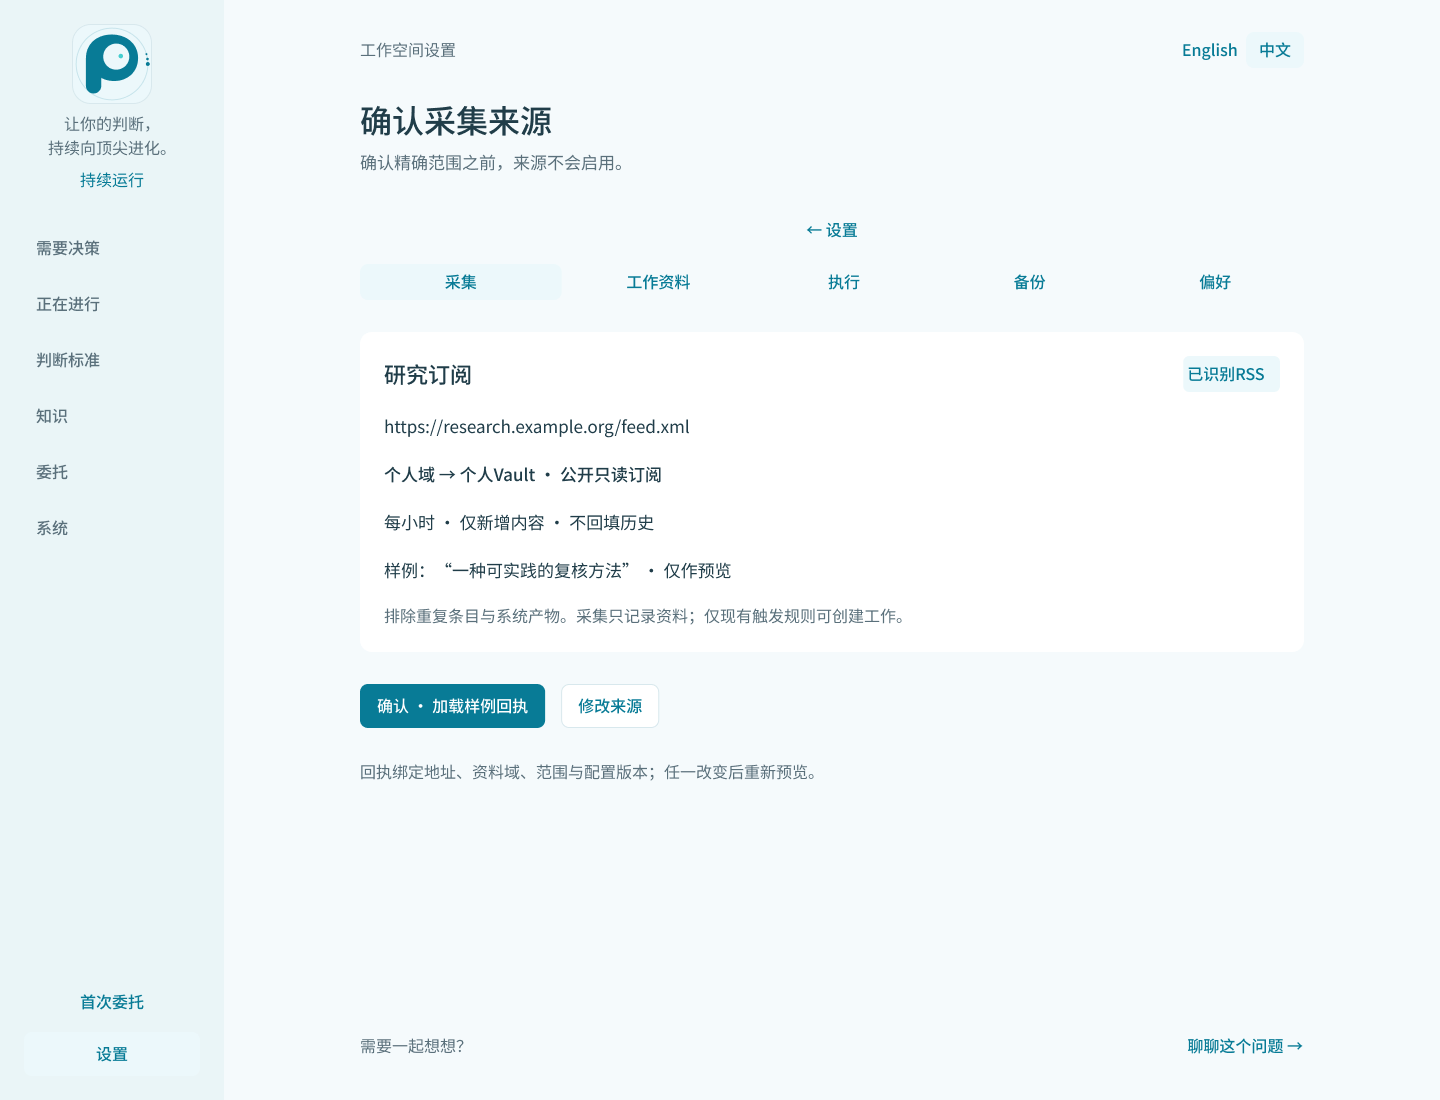 让你的判断，
持续向顶尖进化。
持续运行
需要决策
正在进行
判断标准
知识
委托
系统
首次委托
设置
工作空间设置
English 中文
确认采集来源
确认精确范围之前，来源不会启用。
← 设置
采集 工作资料 执行 备份 偏好
研究订阅 已识别RSS
https://research.example.org/feed.xml
个人域 → 个人Vault · 公开只读订阅
每小时 · 仅新增内容 · 不回填历史
样例：“一种可实践的复核方法” · 仅作预览
排除重复条目与系统产物。采集只记录资料；仅现有触发规则可创建工作。
确认 · 加载样例回执 修改来源
回执绑定地址、资料域、范围与配置版本；任一改变后重新预览。
需要一起想想？ 聊聊这个问题 →